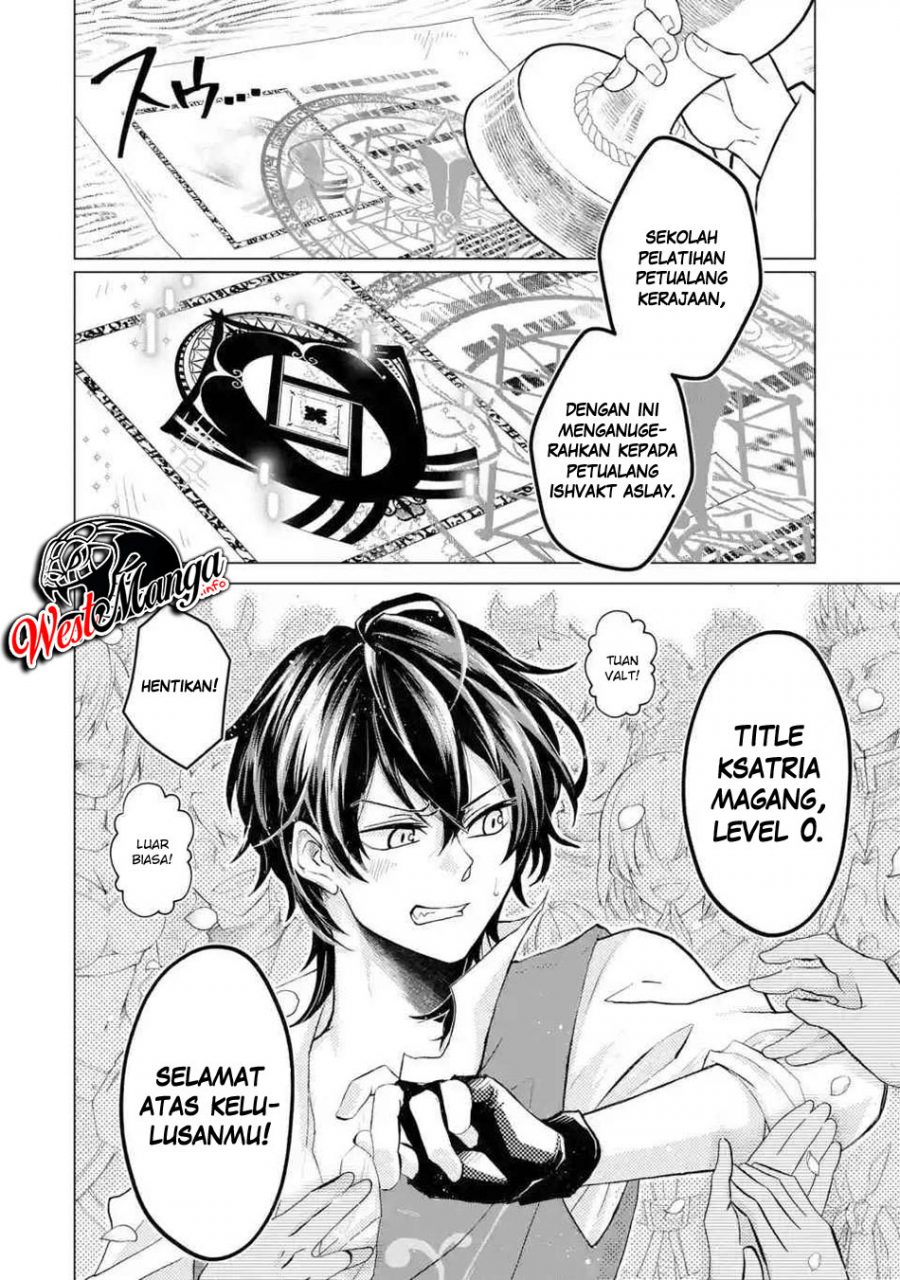 スゥ...
SEKOLAH
PELATIHAN
PETUALANG
KERAJAAN,
DENGAN INI
MENGANUGE-
RAHKAN KEPADA
PETUALANG
ISHVAKT ASLAY.
TITLE
KSATRIA
MAGANG,
LEVEL 0.
TUAN
VALT!
HENTIKAN!
LUAR
BIASA!
SELAMAT
ATAS KELU-
LUSANMU!
WestManga
.info